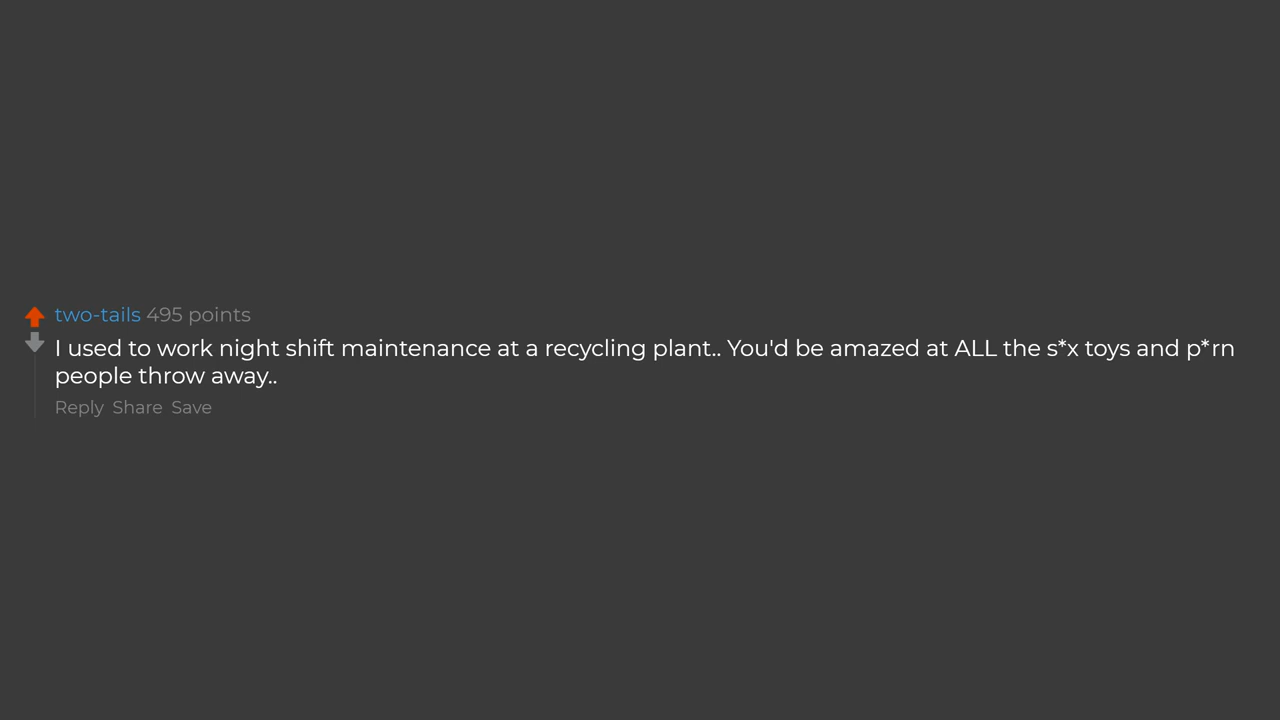 two-tails 495 points
I used to work night shift maintenance at a recycling plant.. You'd be amazed at ALL the s*x toys and p*rn
people throw away..
Reply Share Save